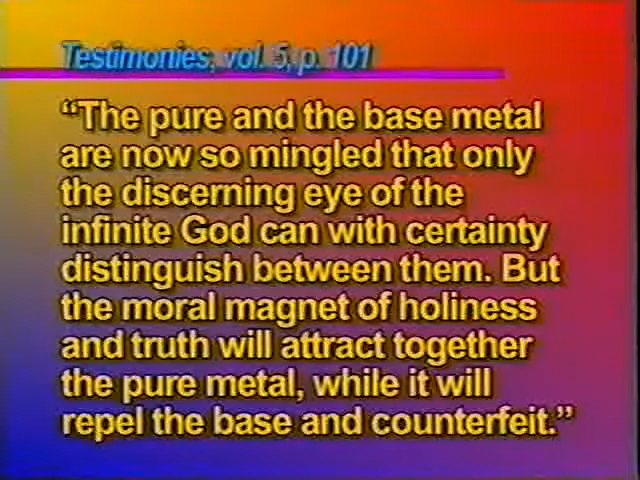 Testimonies, vol. 5, p. 101
“The pure and the base metal
are now so mingled that only
the discerning eye of the
infinite God can with certainty
distinguish between them. But
the moral magnet of holiness
and truth will attract together
the pure metal, while it will
repel the base and counterfeit.”